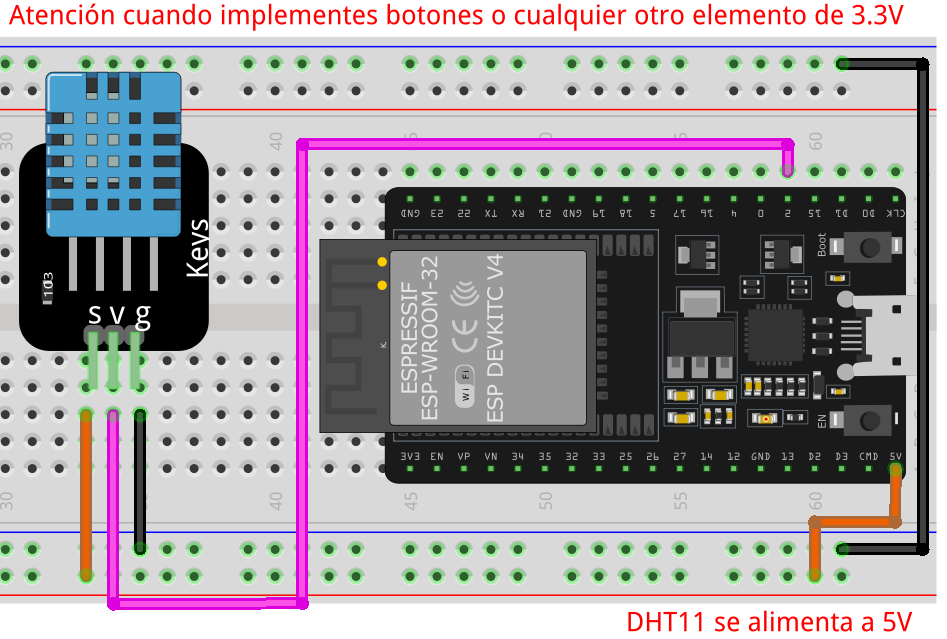 Atención cuando implementes botones o cualquier otro elemento de 3.3V
30 40 45 50 55 60
GND 23 22 TX RX 21 GND 19 18 5 17 16 4 0 2 15 D1 D0 CLK
Boot
Keys
103
s v g
ESPRESSIF
ESP-WROOM-32
Wi Fi
CE
ESP DEVKITC V4
K.
EN
3V3 EN VP VN 34 35 32 33 25 26 27 14 12 GND 13 D2 D3 CMD 5V
30 40 45 50 55 60
DHT11 se alimenta a 5V